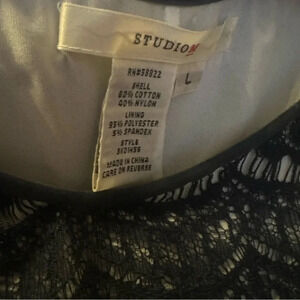 STUDIO M
L
RN#58822
SHELL
60% COTTON
40% NYLON
LINING
95% POLYESTER
5% SPANDEX
STYLE
MADE IN CHINA
CARE ON REVERSE